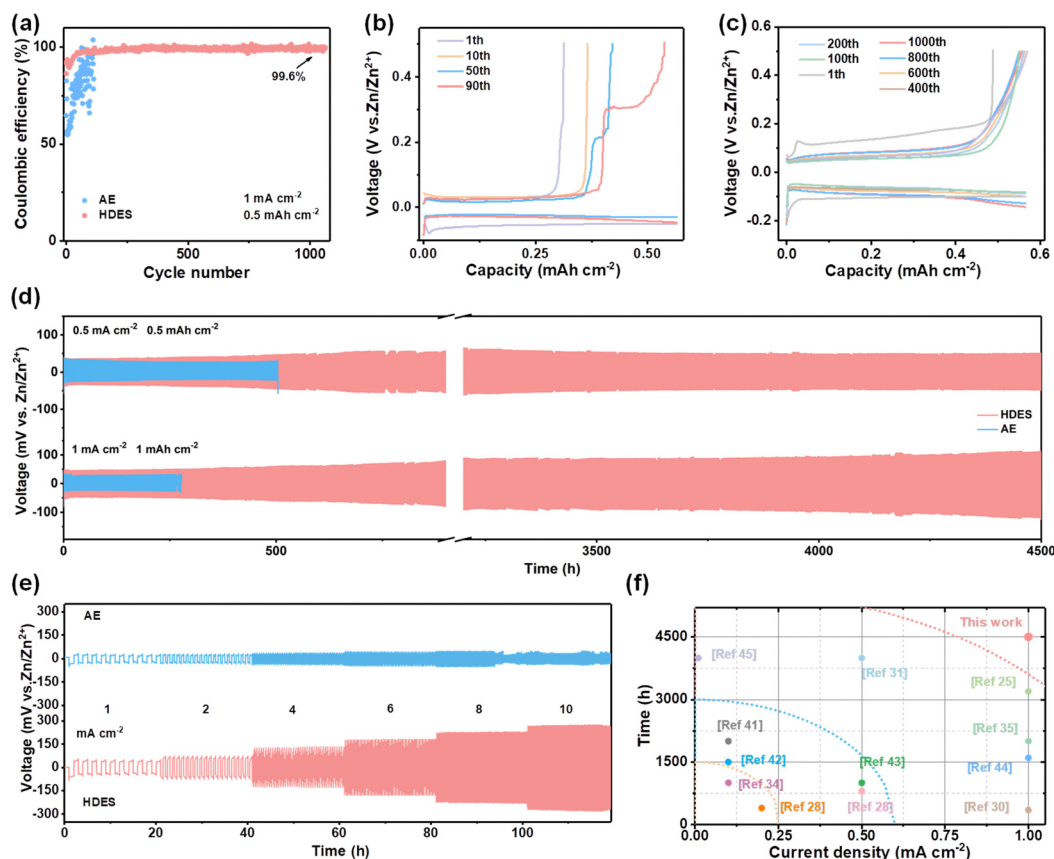 (a)
Coulombic efficiency (%)
100
50
0
99.6%
AE
HDES
1 mA cm-2
0.5 mAh cm-2
0
500
1000
Cycle number
(b)
Voltage (V vs.Zn/Zn2+)
0.4
0.2
0.0
1th
10th
50th
90th
0.00
0.25
0.50
Capacity (mAh cm-2)
(c)
Voltage (V vs.Zn/Zn2+)
0.4
0.2
0.0
-0.2
200th
100th
1th
1000th
800th
600th
400th
0.0
0.2
0.4
0.6
Capacity (mAh cm-2)
(d)
Voltage (mV vs. Zn/Zn2+)
100
0
-100
100
0
-100
0.5 mA cm-2 0.5 mAh cm-2
1 mA cm-2 1 mAh cm-2
HDES
AE
0
500
3500
4000
4500
Time (h)
(e)
Voltage (mV vs.Zn/Zn2+)
300
150
0
-150
300
150
0
-150
-300
AE
1 2 4 6 8 10
mA cm-2
HDES
0
20
40
60
80
100
Time (h)
(f)
Time (h)
4500
3000
1500
0
This work
[Ref 45]
[Ref 31]
[Ref 25]
[Ref 41]
[Ref 35]
[Ref 42]
[Ref 43]
[Ref 44]
[Ref 34]
[Ref 28]
[Ref 28]
[Ref 30]
0.00
0.25
0.50
0.75
1.00
Current density (mA cm-2)